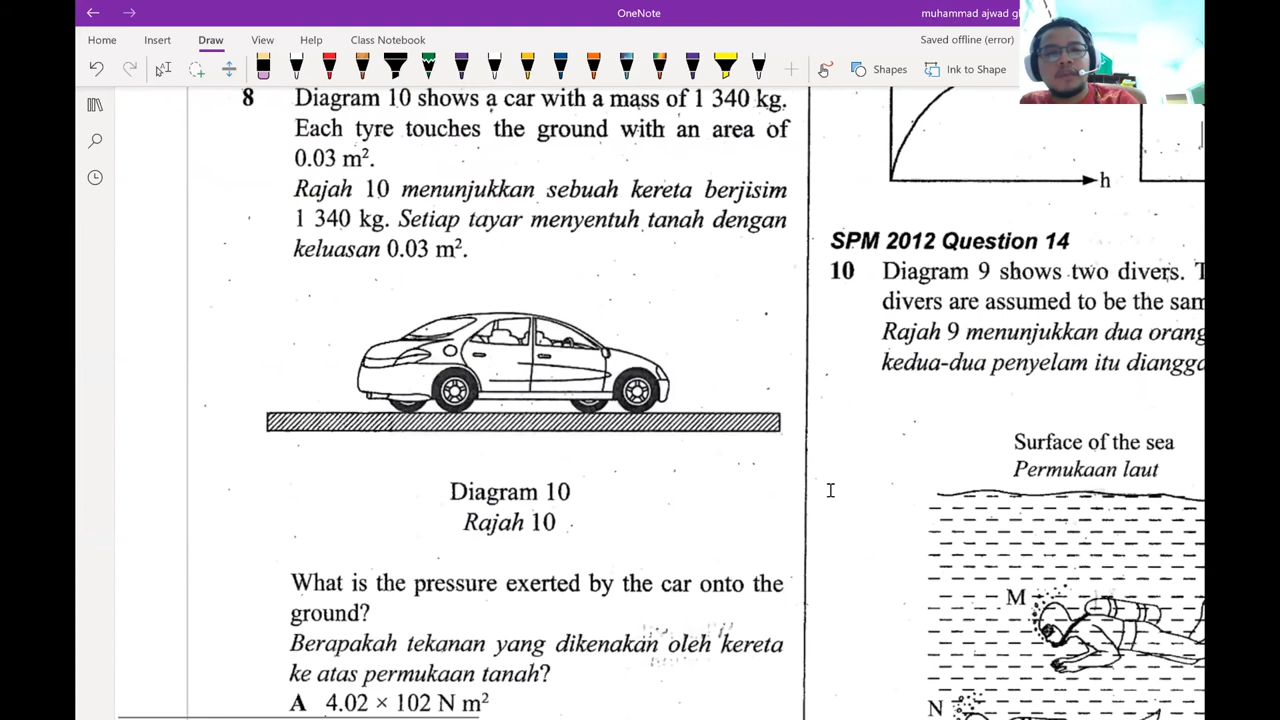 OneNote
muhammad ajwad
Home Insert Draw View Help Class Notebook
Saved offline (error)
Shapes
Ink to Shape
8 Diagram 10 shows a car with a mass of 1 340 kg.
Each tyre touches the ground with an area of
0.03 m².
Rajah 10 menunjukkan sebuah kereta berjisim
1 340 kg. Setiap tayar menyentuh tanah dengan
keluasan 0.03 m².
Diagram 10
Rajah 10
What is the pressure exerted by the car onto the
ground?
Berapakah tekanan yang dikenakan oleh kereta
ke atas permukaan tanah?
A 4.02 × 102 N m²
h
SPM 2012 Question 14
10 Diagram 9 shows two divers.
divers are assumed to be the sam
Rajah 9 menunjukkan dua orang
kedua-dua penyelam itu diangga
Surface of the sea
Permukaan laut
M
N